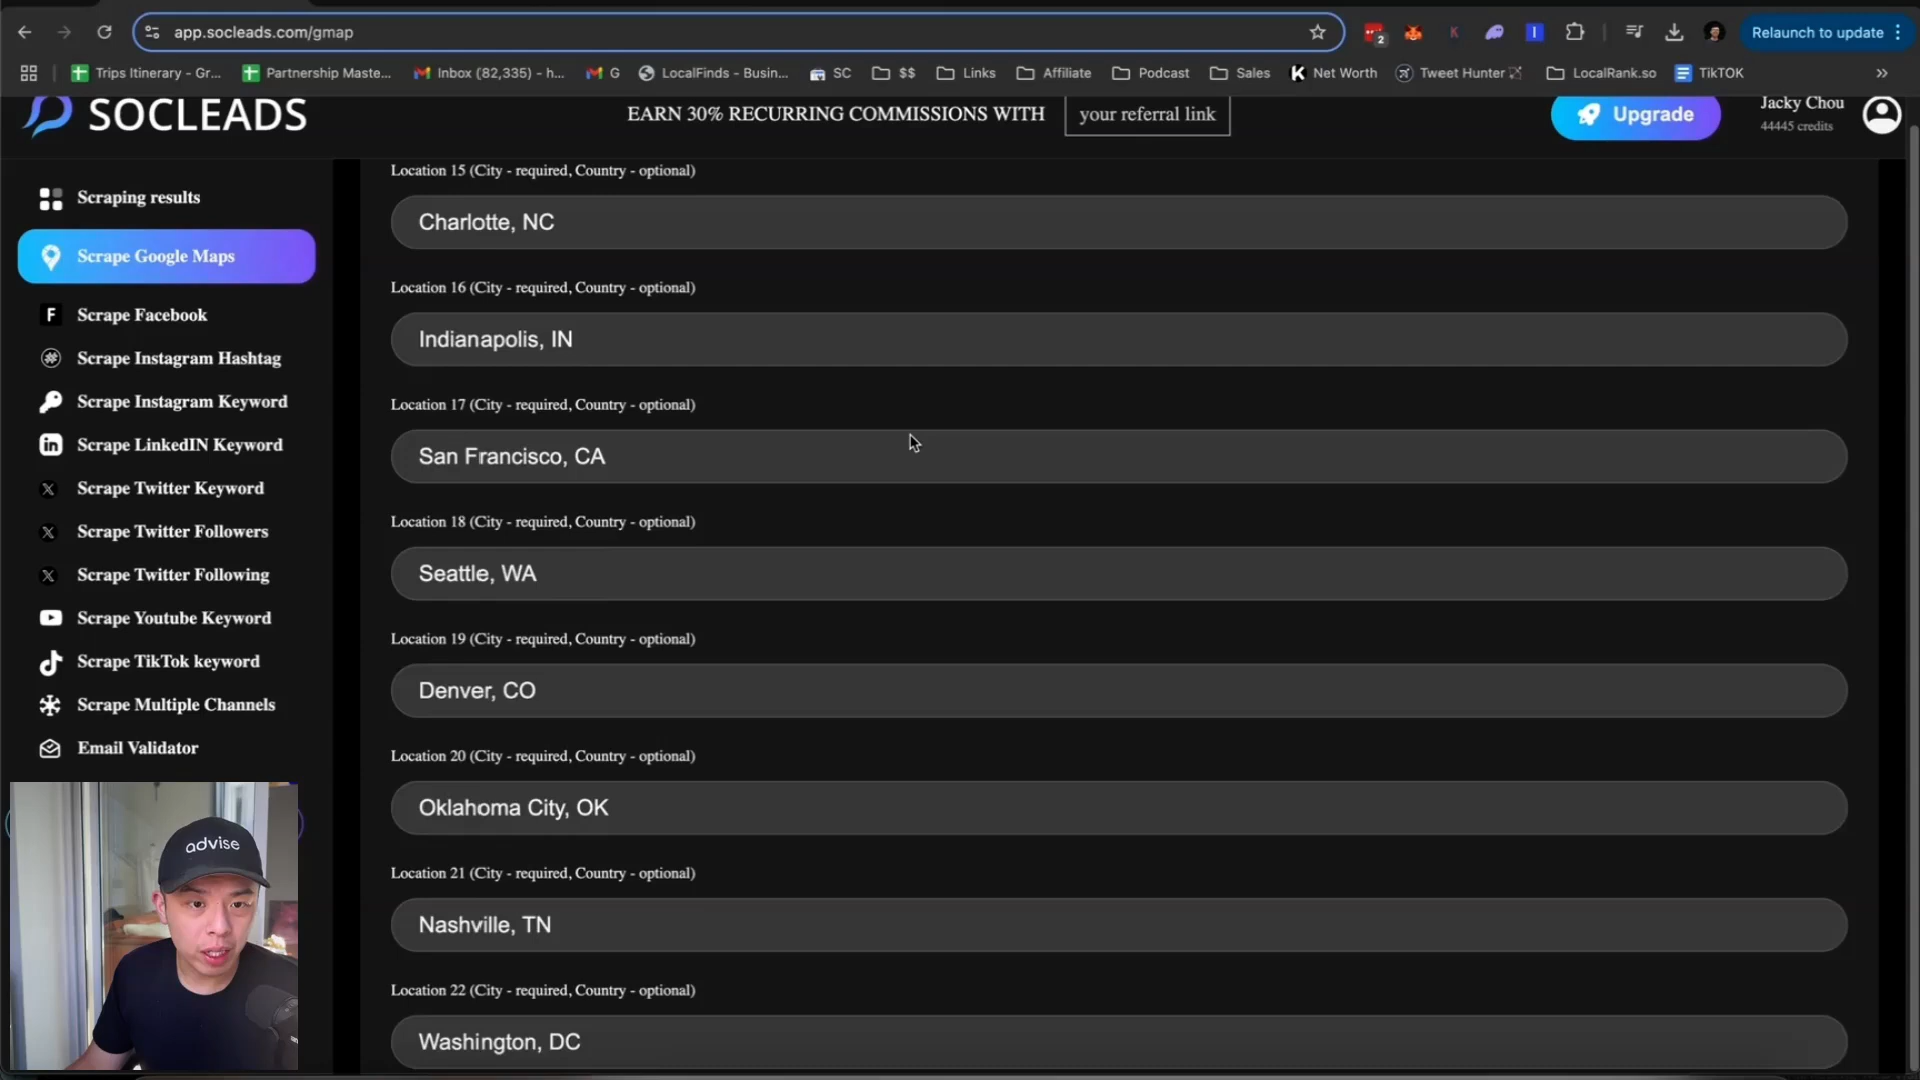 app.socleads.com/gmap
2
K
I
Relaunch to update
Trips Itinerary - Gr...
Partnership Maste...
Inbox (82,335) - h...
G
LocalFinds - Busin...
SC
$$
Links
Affiliate
Podcast
Sales
Net Worth
Tweet Hunter
LocalRank.so
TikTOK
SOCLEADS
EARN 30% RECURRING COMMISSIONS WITH
your referral link
Upgrade
Jacky Chou
44445 credits
Scraping results
Scrape Google Maps
Scrape Facebook
Scrape Instagram Hashtag
Scrape Instagram Keyword
Scrape LinkedIN Keyword
Scrape Twitter Keyword
Scrape Twitter Followers
Scrape Twitter Following
Scrape Youtube Keyword
Scrape TikTok keyword
Scrape Multiple Channels
Email Validator
Location 15 (City - required, Country - optional)
Charlotte, NC
Location 16 (City - required, Country - optional)
Indianapolis, IN
Location 17 (City - required, Country - optional)
San Francisco, CA
Location 18 (City - required, Country - optional)
Seattle, WA
Location 19 (City - required, Country - optional)
Denver, CO
Location 20 (City - required, Country - optional)
Oklahoma City, OK
Location 21 (City - required, Country - optional)
Nashville, TN
Location 22 (City - required, Country - optional)
Washington, DC
advise